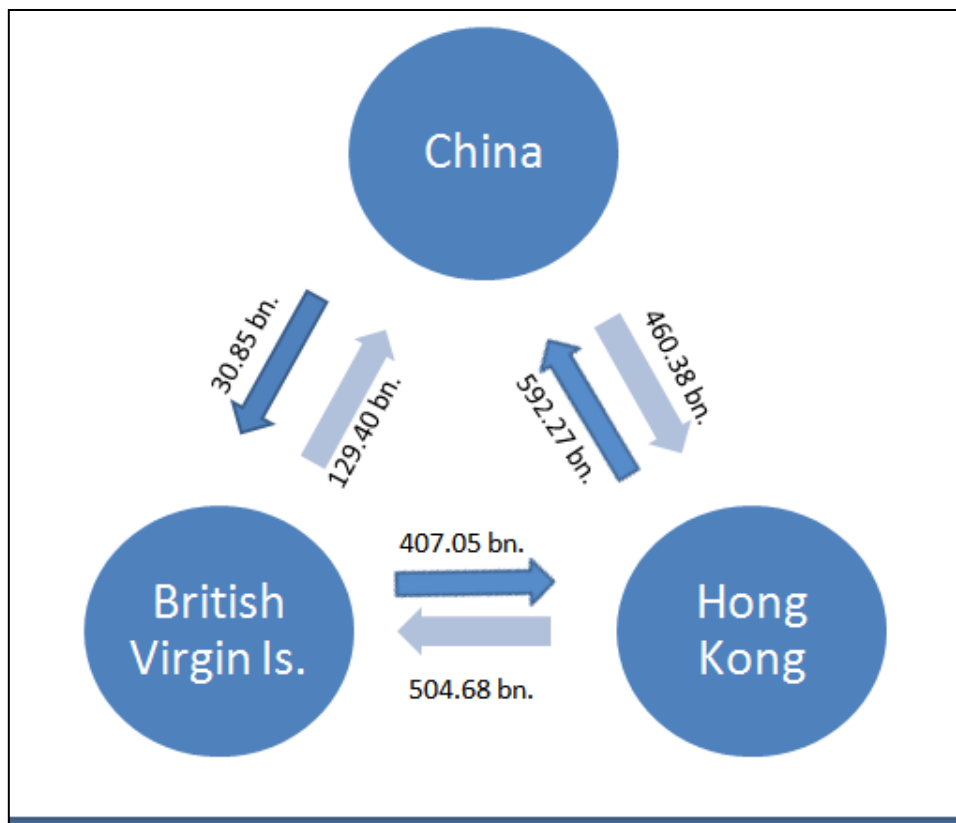 China
30.85 bn.
129.40 bn.
592.27 bn.
460.38 bn.
407.05 bn.
British
Virgin Is.
Hong
Kong
504.68 bn.